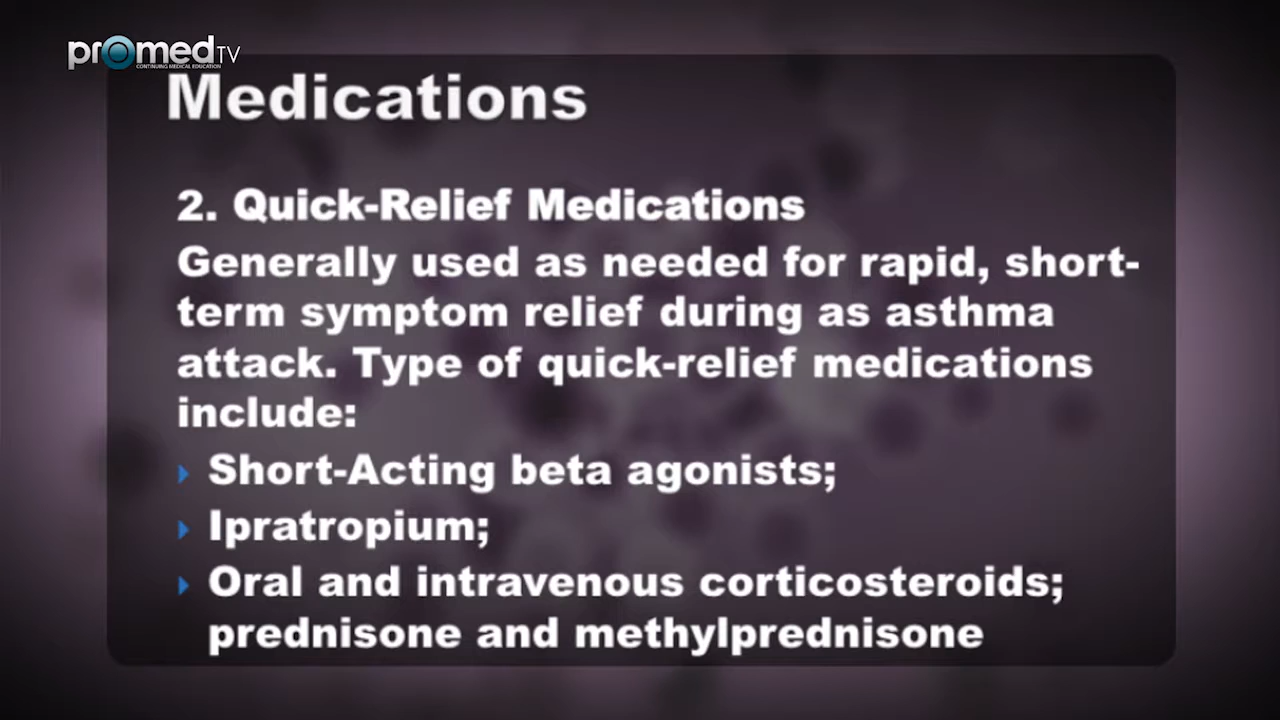 promed TV
CONTINUING MEDICAL EDUCATION
Medications
2. Quick-Relief Medications
Generally used as needed for rapid, short-
term symptom relief during as asthma
attack. Type of quick-relief medications
include:
Short-Acting beta agonists;
Ipratropium;
Oral and intravenous corticosteroids;
prednisone and methylprednisone